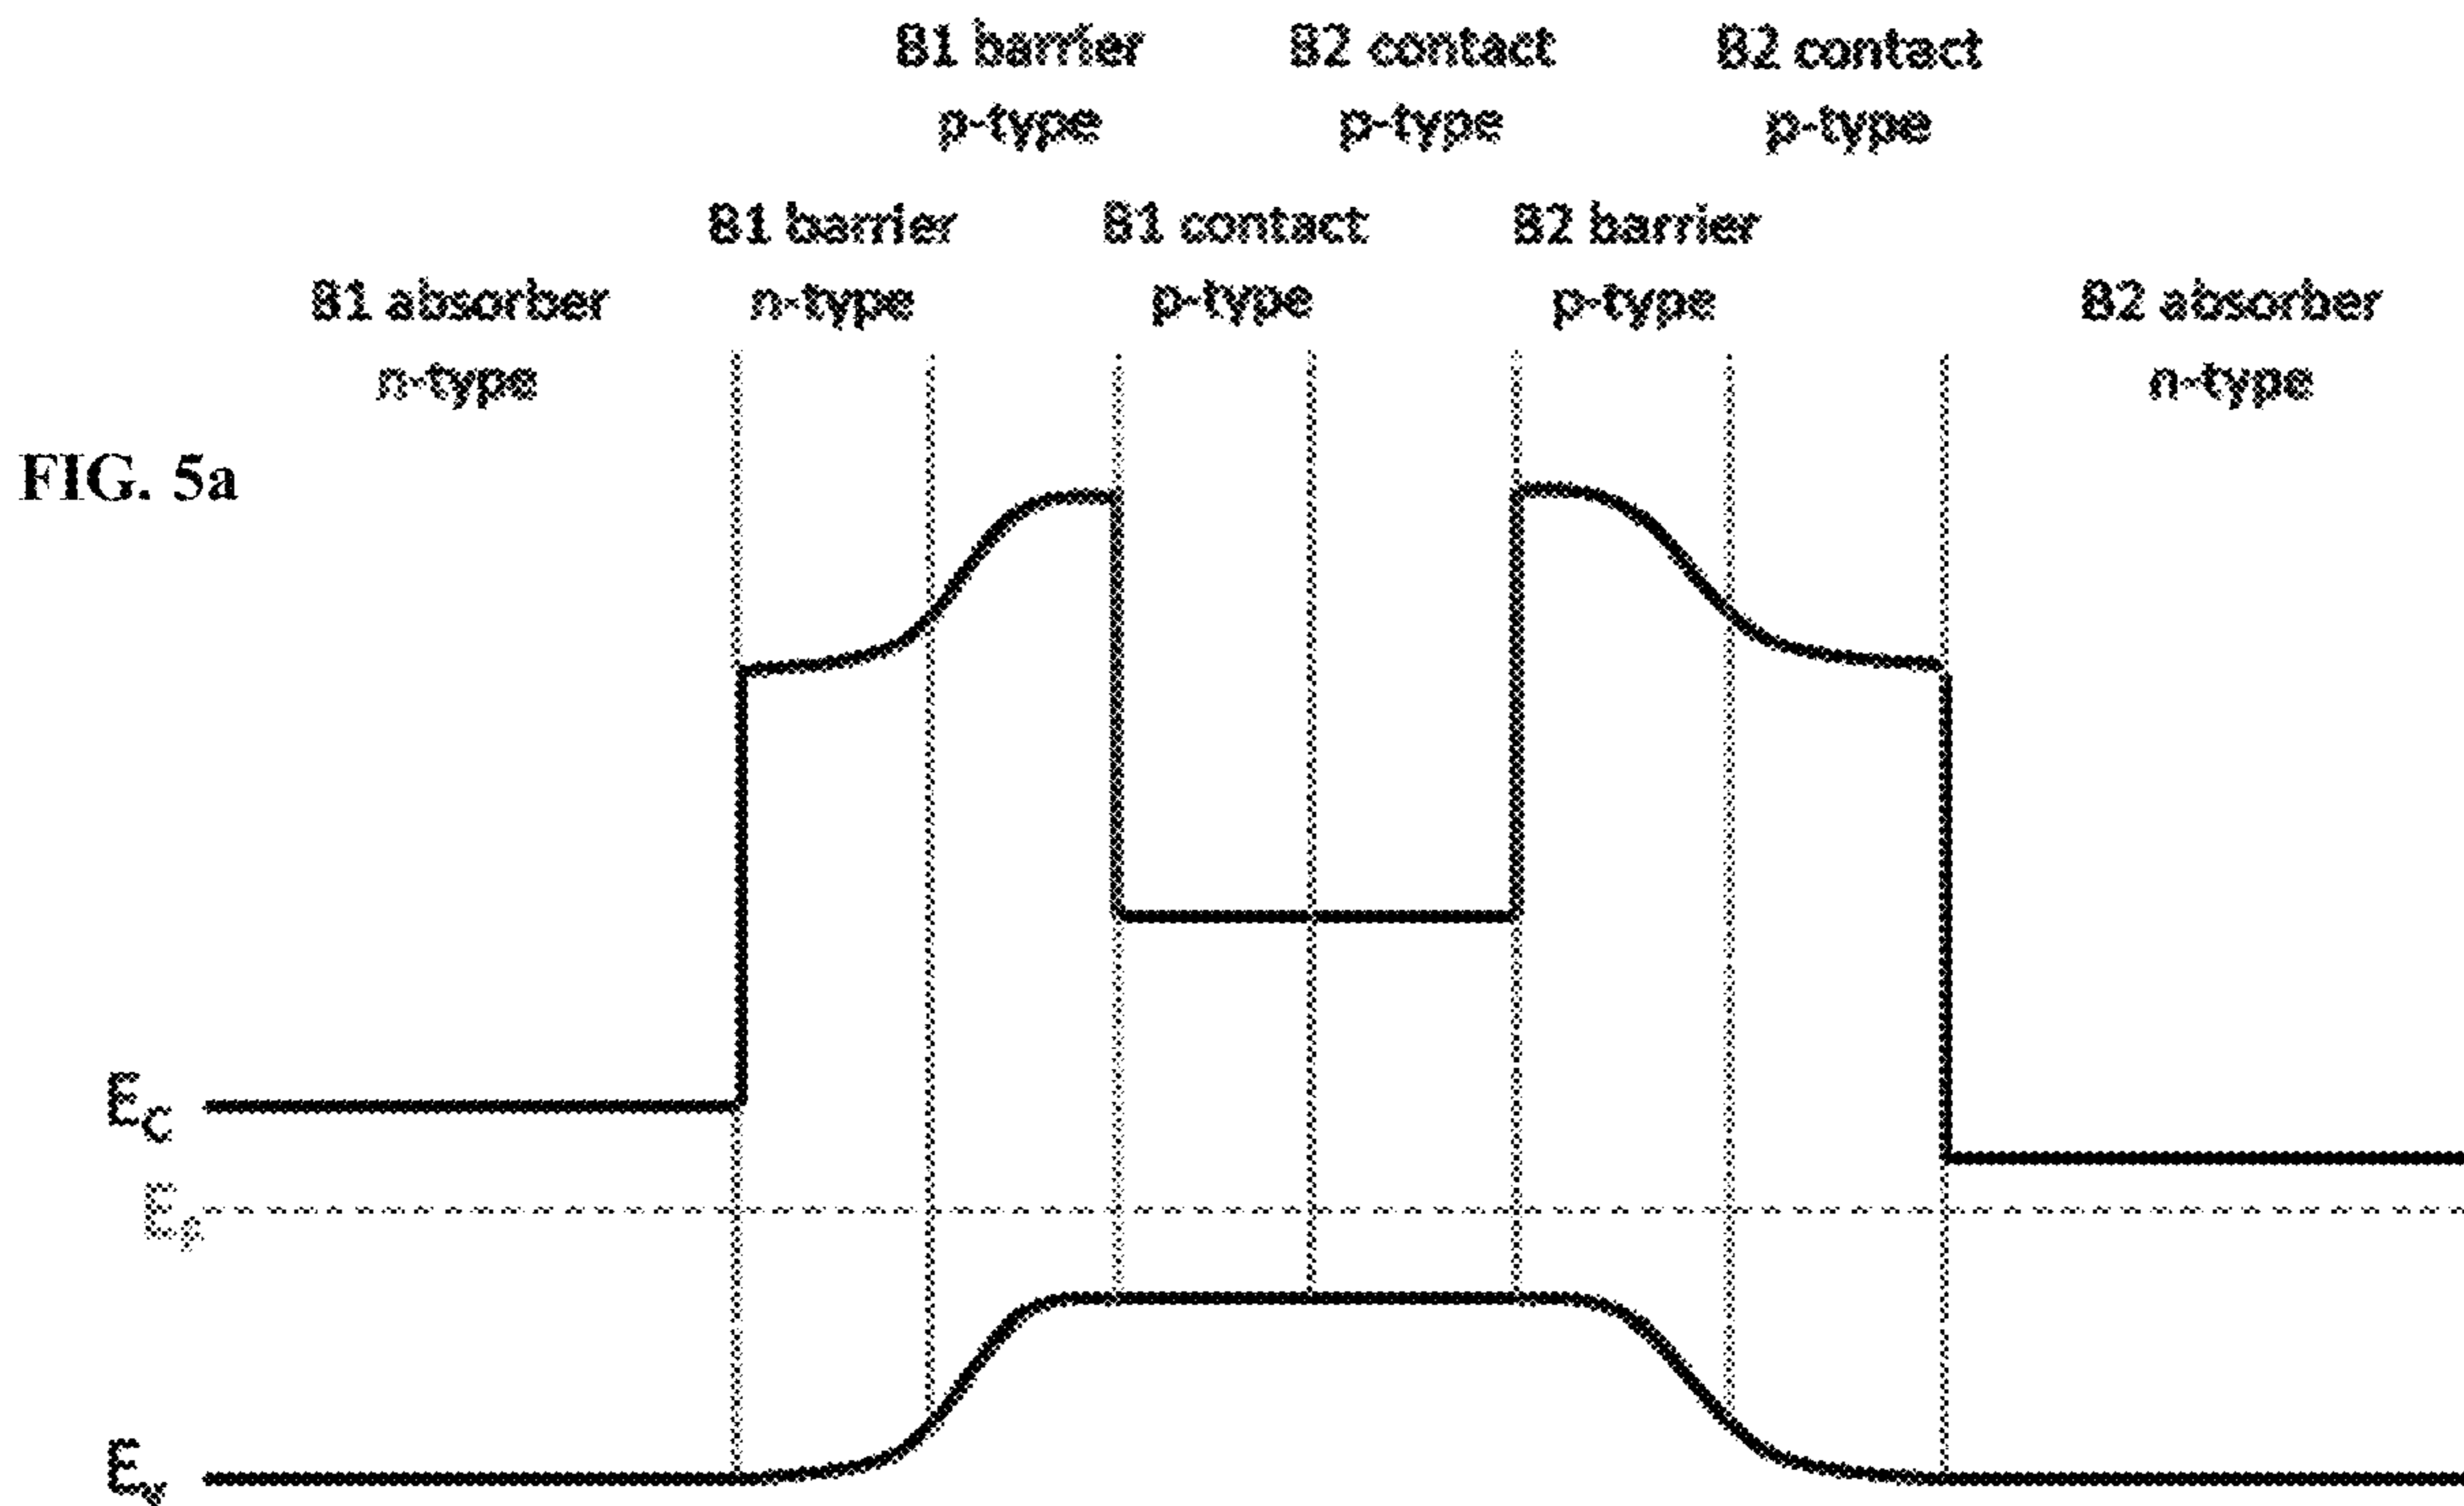 B1 barrier B2 contact B2 contact
p-type p-type p-type
B1 barrier B1 contact B2 barrier
B1 absorber n-type p-type p-type B2 absorber
n-type n-type
FIG. 5a
E_C
E_f
E_v